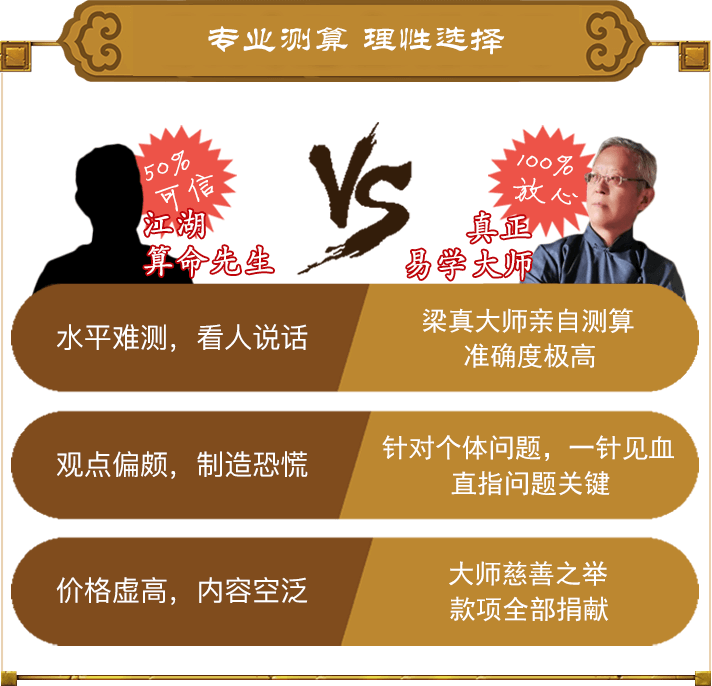 专业测算 理性选择
50%
可信
江湖
算命先生
VS
100%
放心
真正
易学大师
水平难测，看人说话
梁真大师亲自测算
准确度极高
观点偏颇，制造恐慌
针对个体问题，一针见血
直指问题关键
价格虚高，内容空泛
大师慈善之举
款项全部捐献